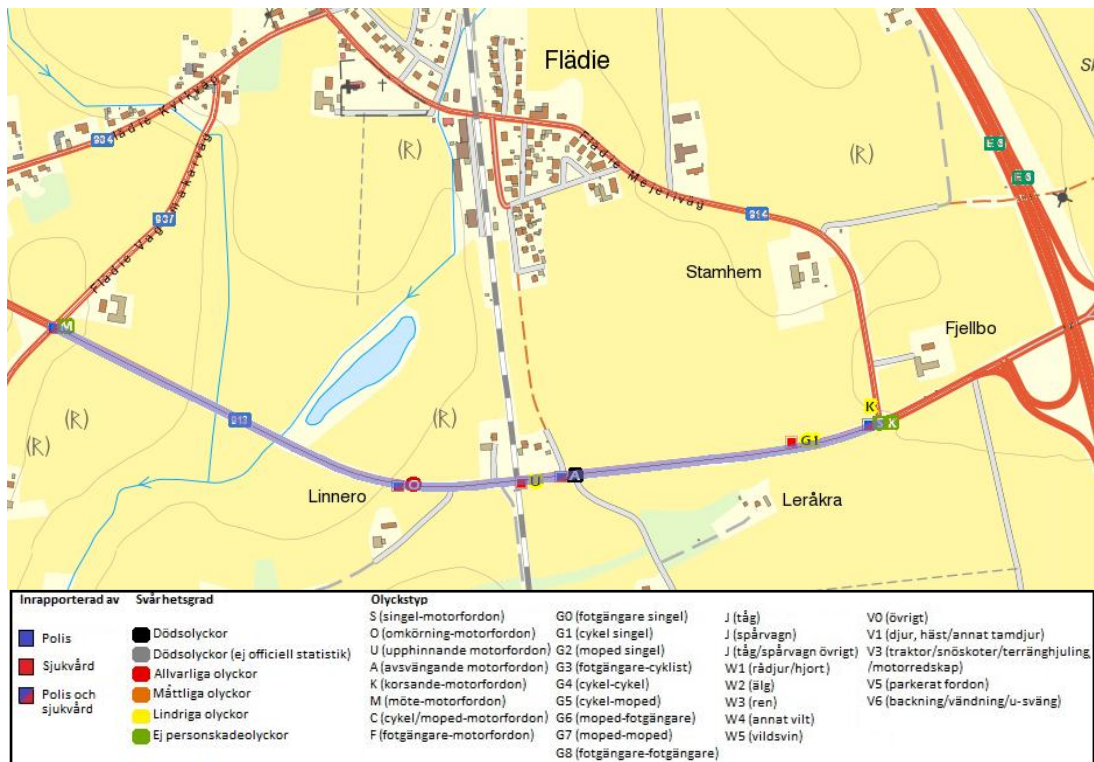 Flädie
934
Flädie Kyrkväg
(R)
(R)
E 6
E 6
937
Flädie Mejeriväg
914
Stamhem
Fjellbo
M
(R)
(R)
(R)
913
K
S X
G1
Linnero
O
U
A
Leråkra
Inrapporterad av
Polis
Sjukvård
Polis och
sjukvård
Svårhetsgrad
Dödsolyckor
Dödsolyckor (ej officiell statistik)
Allvarliga olyckor
Måttliga olyckor
Lindriga olyckor
Ej personskadeolyckor
Olyckstyp
S (singel-motorfordon)
O (omkörning-motorfordon)
U (upphinnande motorfordon)
A (avsvängande motorfordon)
K (korsande-motorfordon)
M (möte-motorfordon)
C (cykel/moped-motorfordon)
F (fotgängare-motorfordon)
G0 (fotgängare singel)
G1 (cykel singel)
G2 (moped singel)
G3 (fotgängare-cyklist)
G4 (cykel-cykel)
G5 (cykel-moped)
G6 (moped-fotgängare)
G7 (moped-moped)
G8 (fotgängare-fotgängare)
J (tåg)
J (spårvagn)
J (tåg/spårvagn övrigt)
W1 (rådjur/hjort)
W2 (älg)
W3 (ren)
W4 (annat vilt)
W5 (vildsvin)
V0 (övrigt)
V1 (djur, häst/annat tamdjur)
V3 (traktor/snöskoter/terränghjuling
/motorredskap)
V5 (parkerat fordon)
V6 (backning/vändning/u-sväng)